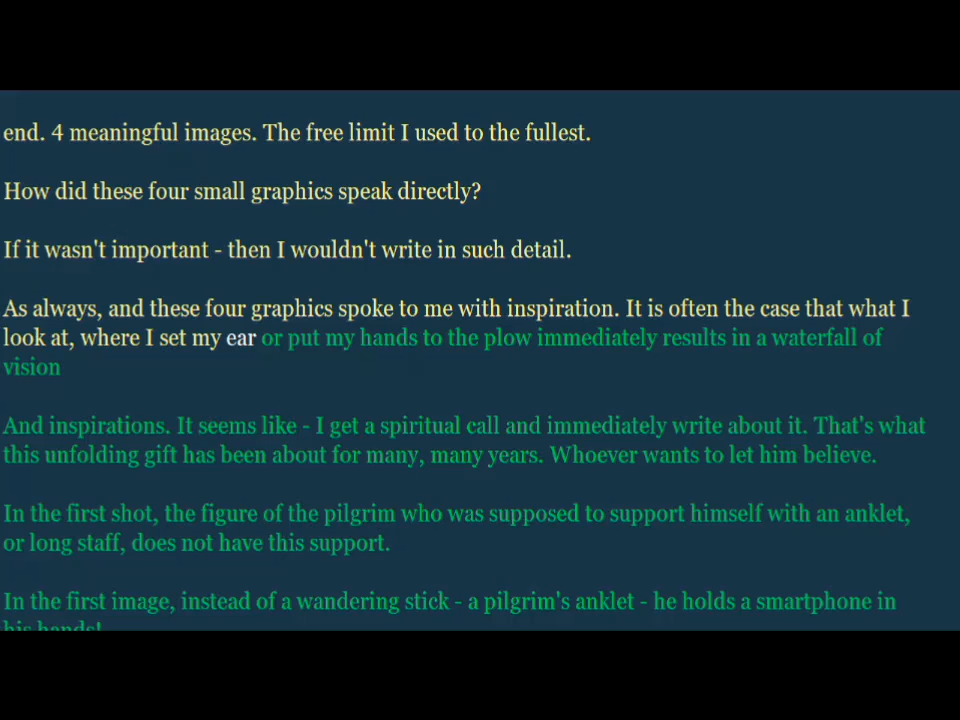 end. 4 meaningful images. The free limit I used to the fullest.
How did these four small graphics speak directly?
If it wasn't important - then I wouldn't write in such detail.
As always, and these four graphics spoke to me with inspiration. It is often the case that what I
look at, where I set my ear or put my hands to the plow immediately results in a waterfall of
vision
And inspirations. It seems like - I get a spiritual call and immediately write about it. That's what
this unfolding gift has been about for many, many years. Whoever wants to let him believe.
In the first shot, the figure of the pilgrim who was supposed to support himself with an anklet,
or long staff, does not have this support.
In the first image, instead of a wandering stick - a pilgrim's anklet - he holds a smartphone in
his hands!